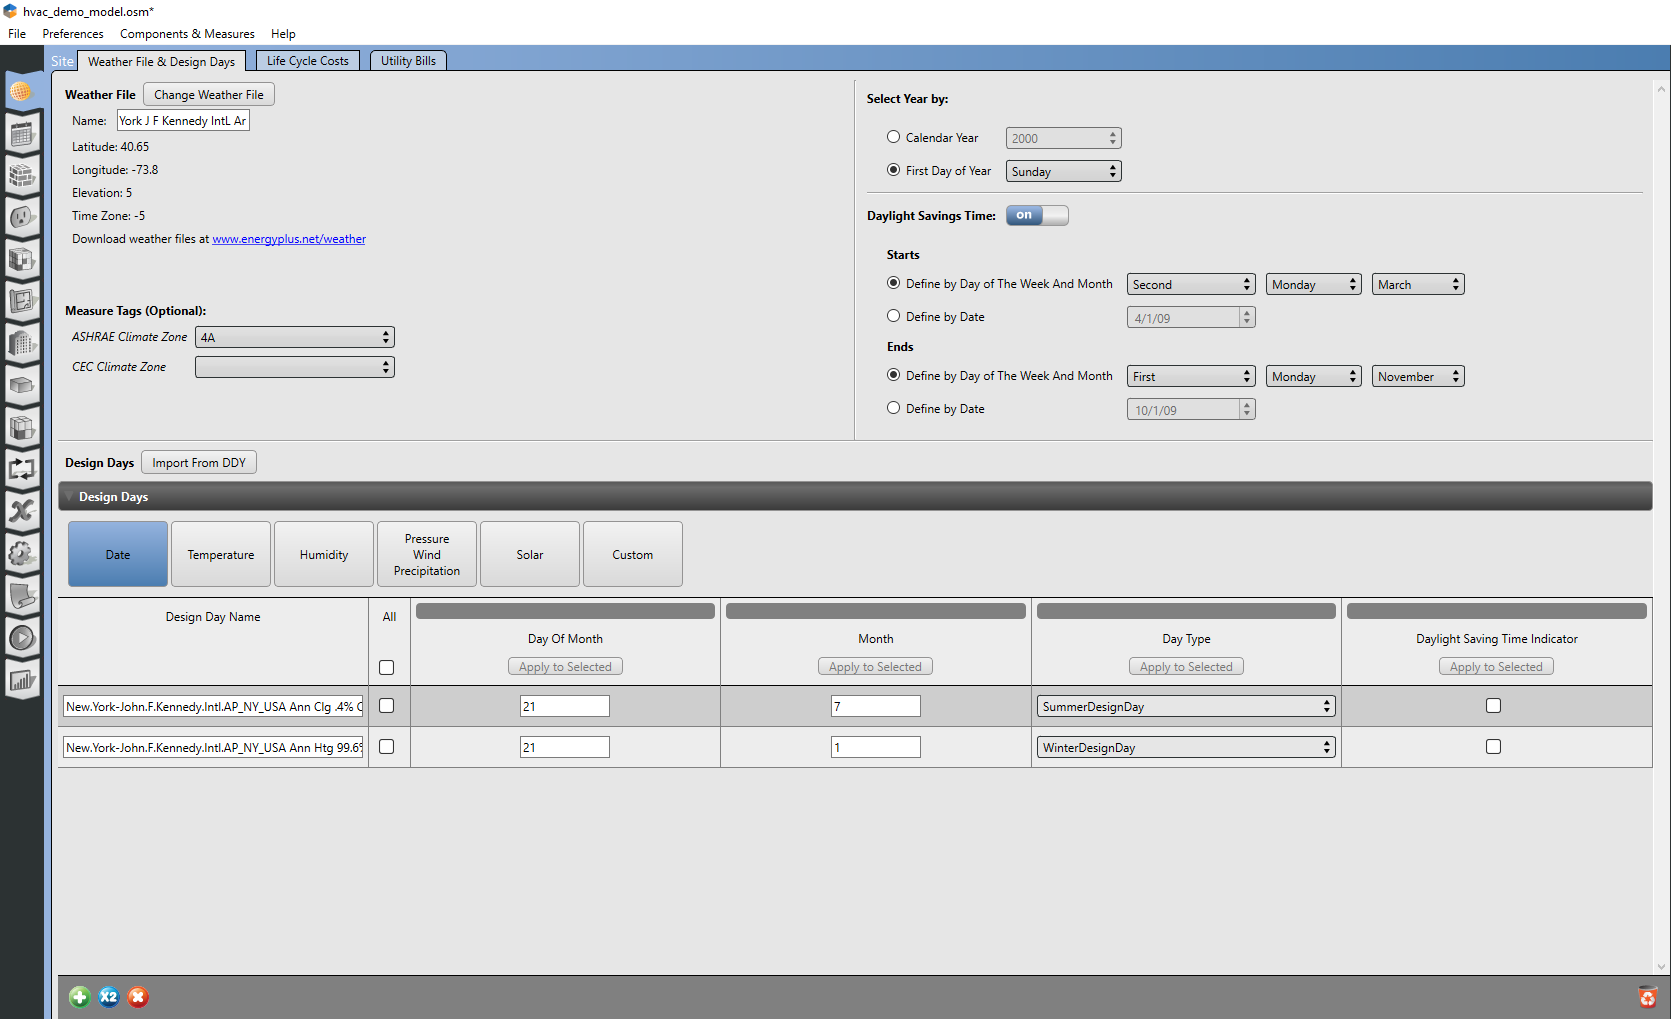 hvac_demo_model.osm*
File Preferences Components & Measures Help
Site Weather File & Design Days Life Cycle Costs Utility Bills
Weather File Change Weather File
Name: York J F Kennedy IntL Ar
Latitude: 40.65
Longitude: -73.8
Elevation: 5
Time Zone: -5
Download weather files at www.energyplus.net/weather
Measure Tags (Optional):
ASHRAE Climate Zone 4A
CEC Climate Zone
Select Year by:
Calendar Year 2000
First Day of Year Sunday
Daylight Savings Time: on
Starts
Define by Day of The Week And Month Second Monday March
Define by Date 4/1/09
Ends
Define by Day of The Week And Month First Monday November
Define by Date 10/1/09
Design Days Import From DDY
Design Days
Date Temperature Humidity Pressure Wind Precipitation Solar Custom
Design Day Name All Day Of Month Month Day Type Daylight Saving Time Indicator
Apply to Selected Apply to Selected Apply to Selected Apply to Selected
New.York-John.F.Kennedy.Intl.AP_NY_USA Ann Clg .4% 21 7 SummerDesignDay
New.York-John.F.Kennedy.Intl.AP_NY_USA Ann Htg 99.6% 21 1 WinterDesignDay
X2